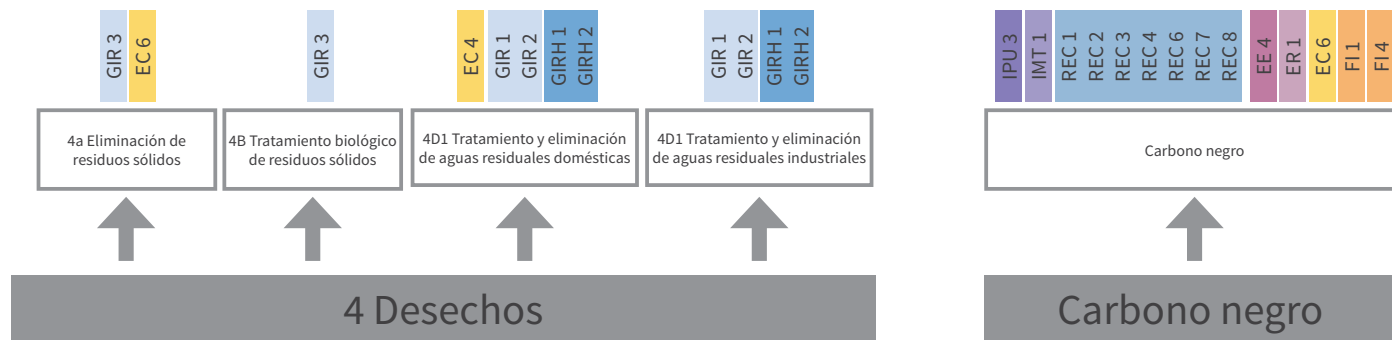 GIR 3
EC 6
GIR 3
EC 4
GIR 1
GIR 2
GIRH 1
GIRH 2
GIR 1
GIR 2
GIRH 1
GIRH 2
IPU 3
IMT 1
REC 1
REC 2
REC 3
REC 4
REC 6
REC 7
REC 8
EE 4
ER 1
EC 6
FI 1
FI 4
4a Eliminación de
residuos sólidos
4B Tratamiento biológico
de residuos sólidos
4D1 Tratamiento y eliminación
de aguas residuales domésticas
4D1 Tratamiento y eliminación
de aguas residuales industriales
Carbono negro
4 Desechos
Carbono negro